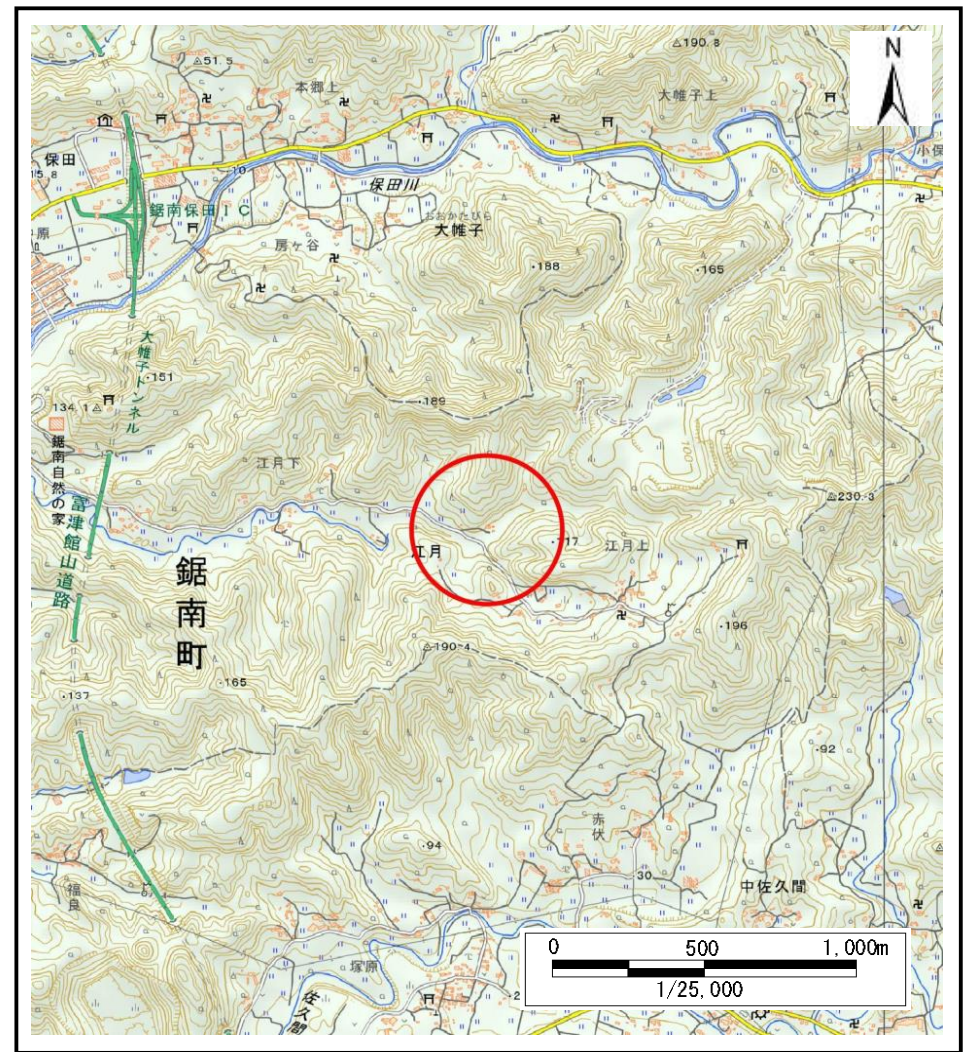 N
190.8
51.5
本郷上
大帷子上
保田
小保
15.8
10
保田川
鋸南保田IC
おおかたびら
大帷子
原
房ヶ谷
188
165
大帷子トンネル
151
189
134.1
江月下
100
鋸南自然の家
230.3
富津館山道路
江月
117
江月上
鋸南町
196
190.4
165
137
92
赤伏
94
30
中佐久間
福良
塚原
佐久間
0 500 1,000m
1/25,000